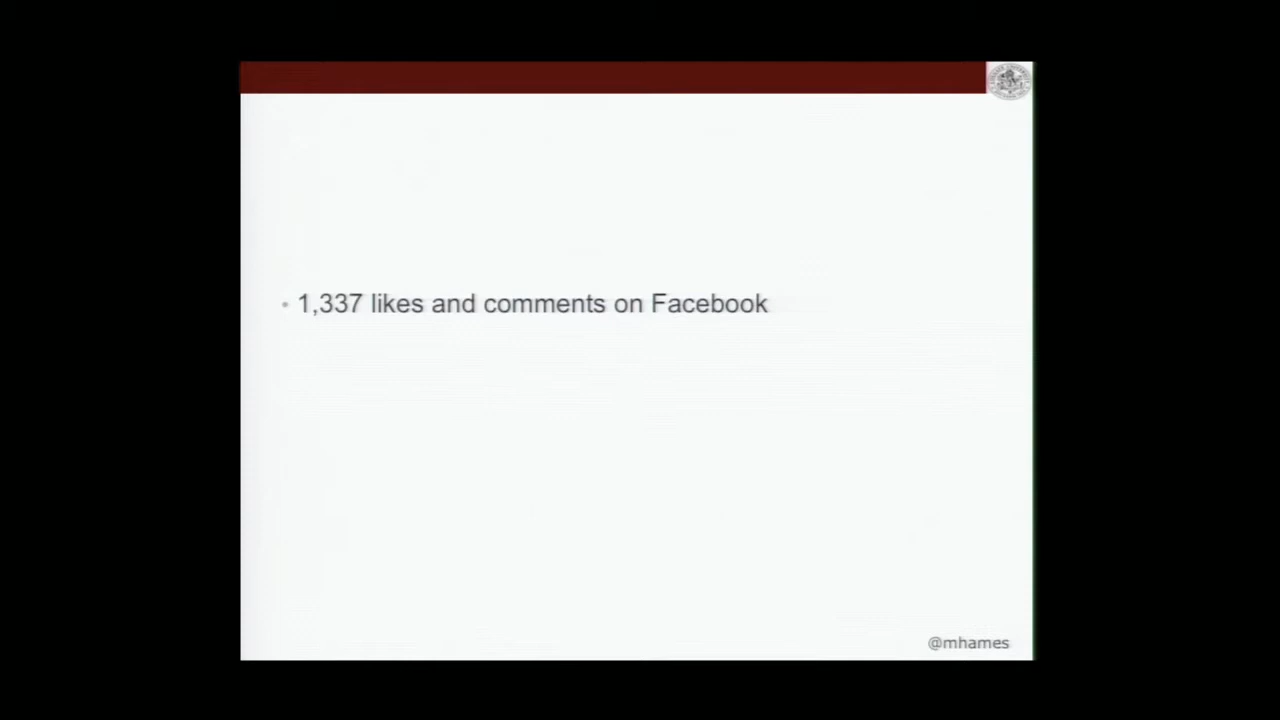 • 1,337 likes and comments on Facebook
@mhames